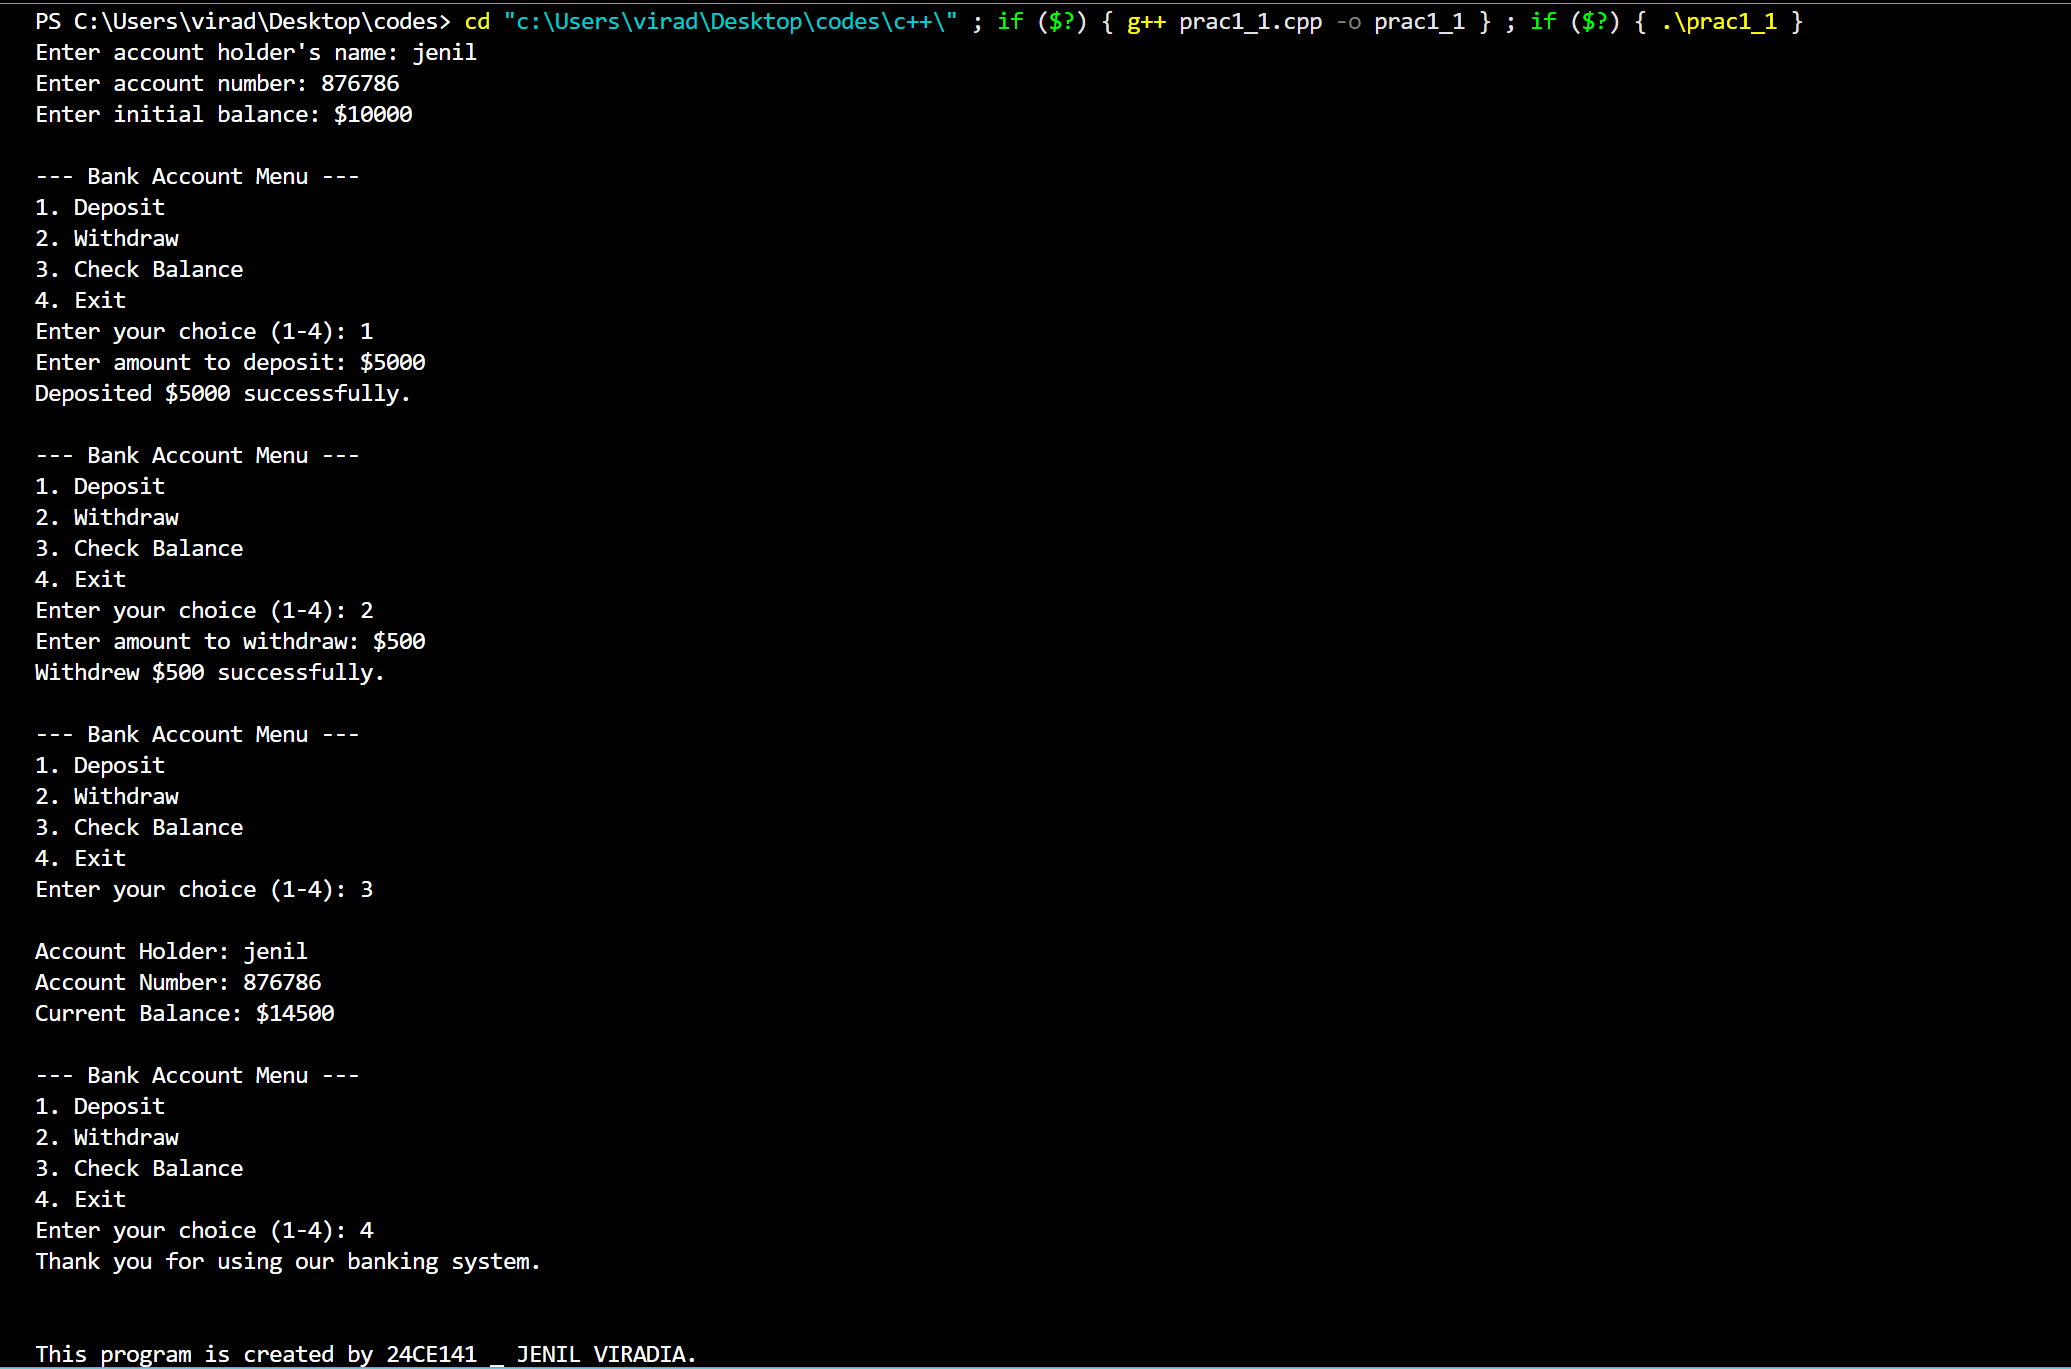 PS C:\Users\virad\Desktop\codes> cd "c:\Users\virad\Desktop\codes\c++\" ; if ($?) { g++ prac1_1.cpp -o prac1_1 } ; if ($?) { .\prac1_1 }
Enter account holder's name: jenil
Enter account number: 876786
Enter initial balance: $10000

--- Bank Account Menu ---
1. Deposit
2. Withdraw
3. Check Balance
4. Exit
Enter your choice (1-4): 1
Enter amount to deposit: $5000
Deposited $5000 successfully.

--- Bank Account Menu ---
1. Deposit
2. Withdraw
3. Check Balance
4. Exit
Enter your choice (1-4): 2
Enter amount to withdraw: $500
Withdrew $500 successfully.

--- Bank Account Menu ---
1. Deposit
2. Withdraw
3. Check Balance
4. Exit
Enter your choice (1-4): 3

Account Holder: jenil
Account Number: 876786
Current Balance: $14500

--- Bank Account Menu ---
1. Deposit
2. Withdraw
3. Check Balance
4. Exit
Enter your choice (1-4): 4
Thank you for using our banking system.

This program is created by 24CE141 _ JENIL VIRADIA.